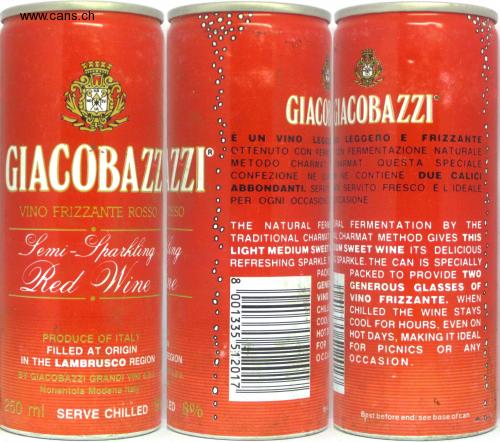 www.cans.ch
GIACOBAZZI
VINO FRIZZANTE ROSSO
Semi-Sparkling
Red Wine
PRODUCE OF ITALY
FILLED AT ORIGIN
IN THE LAMBRUSCO REGION
BY GIACOBAZZI GRANDI VINI
Nonantola Modena Italy
250 ml SERVE CHILLED 8%
GIACOBAZZI
È UN VINO LEGGERO E FRIZZANTE
OTTENUTO CON FERMENTAZIONE NATURALE
METODO CHARMAT. QUESTA SPECIALE
CONFEZIONE NE CONTIENE DUE CALICI
ABBONDANTI. SERVITO FRESCO È L'IDEALE
PER OGNI OCCASIONE
THE NATURAL FERMENTATION BY THE
TRADITIONAL CHARMAT METHOD GIVES THIS
LIGHT MEDIUM SWEET WINE ITS DELICIOUS
REFRESHING SPARKLE. THE CAN IS SPECIALLY
PACKED TO PROVIDE TWO
GENEROUS GLASSES OF
VINO FRIZZANTE. WHEN
CHILLED THE WINE STAYS
COOL FOR HOURS, EVEN ON
HOT DAYS, MAKING IT IDEAL
FOR PICNICS OR ANY
OCCASION.
8 001335 512017
Best before end: see base of can